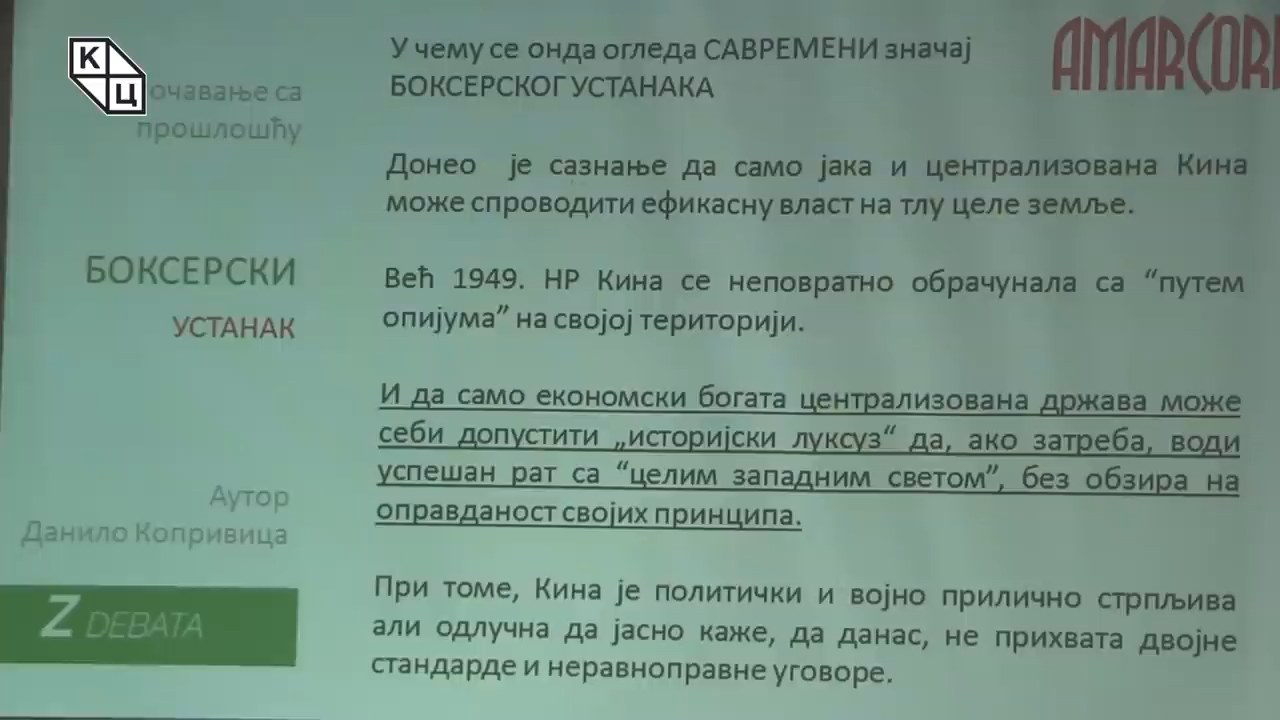 К
Ц
очавање са
прошлошћу
БОКСЕРСКИ
УСТАНАК
Аутор
Данило Копривица
Z DEBATA
AMARCOR
У чему се онда огледа САВРЕМЕНИ значај
БОКСЕРСКОГ УСТАНАКА
Донео је сазнање да само јака и централизована Кина
може спроводити ефикасну власт на тлу целе земље.
Већ 1949. НР Кина се неповратно обрачунала са “путем
опијума” на својој територији.
И да само економски богата централизована држава може
себи допустити „историјски луксуз“ да, ако затреба, води
успешан рат са “целим западним светом”, без обзира на
оправданост својих принципа.
При томе, Кина је политички и војно прилично стрпљива
али одлучна да јасно каже, да данас, не прихвата двојне
стандарде и неравноправне уговоре.